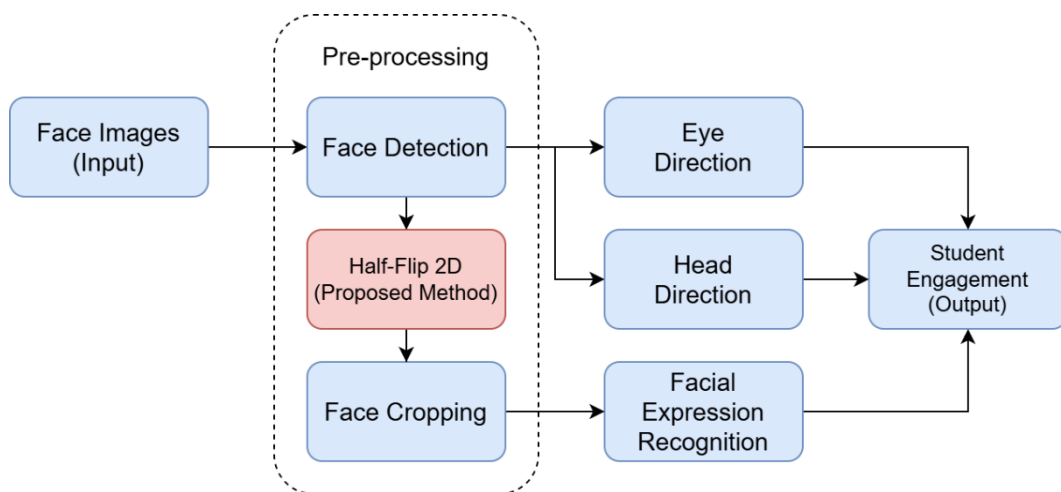 Pre-processing
Face Images
(Input)
Face Detection
Eye
Direction
Half-Flip 2D
(Proposed Method)
Head
Direction
Student
Engagement
(Output)
Face Cropping
Facial
Expression
Recognition